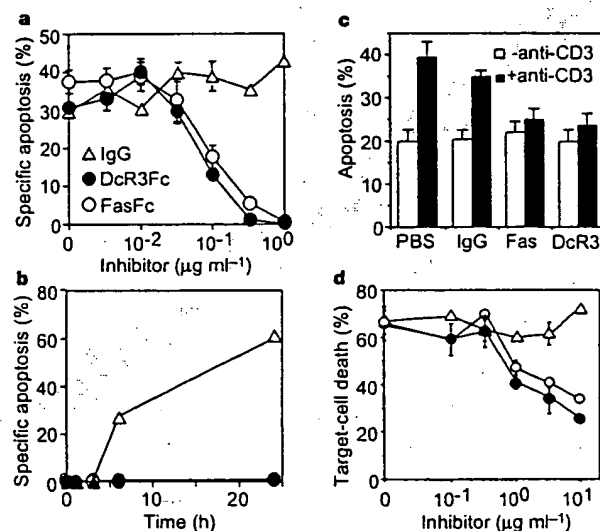 a
Specific apoptosis (%)
50
40
30
20
10
0
IgG
DcR3Fc
FasFc
0 10⁻² 10⁻¹ 10⁰
Inhibitor (µg ml⁻¹)
c
Apoptosis (%)
40
30
20
10
0
-anti-CD3
+anti-CD3
PBS IgG Fas DcR3
b
Specific apoptosis (%)
80
60
40
20
0
0 10 20
Time (h)
d
Target-cell death (%)
80
60
40
20
0
0 10⁻¹ 10⁰ 10¹
Inhibitor (µg ml⁻¹)